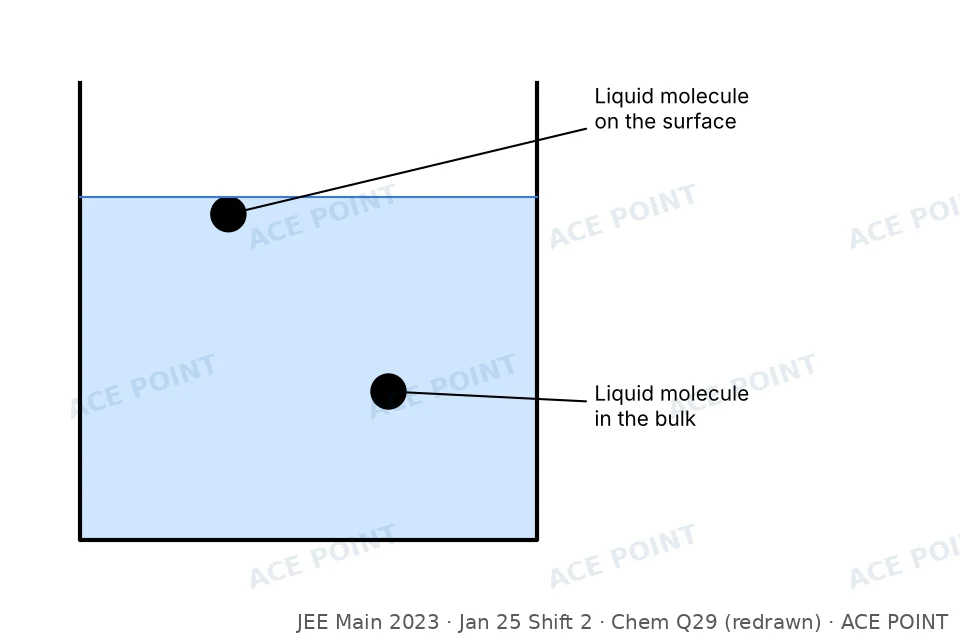 Liquid molecule
on the surface
ACE POINT
ACE POINT
ACE POINT
ACE POINT
ACE POINT
ACE POINT
Liquid molecule
in the bulk
ACE POINT
ACE POINT
ACE POINT
JEE Main 2023 · Jan 25 Shift 2 · Chem Q29 (redrawn) · ACE POINT